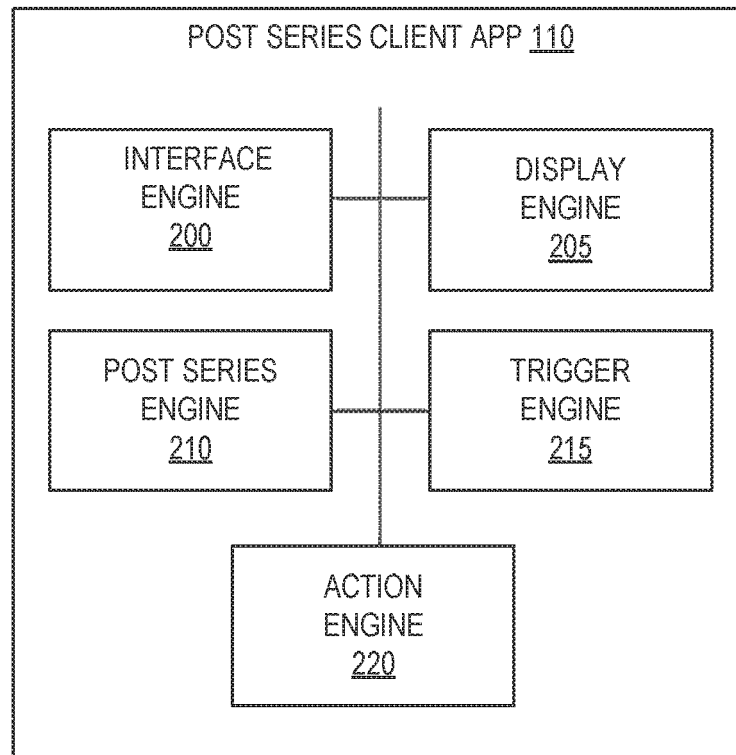 POST SERIES CLIENT APP 110
INTERFACE
ENGINE
200
DISPLAY
ENGINE
205
POST SERIES
ENGINE
210
TRIGGER
ENGINE
215
ACTION
ENGINE
220